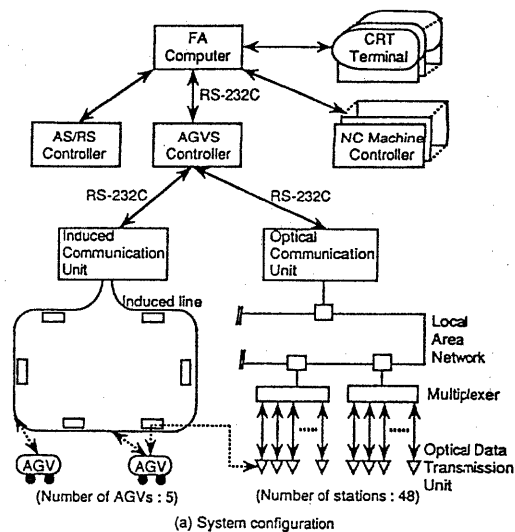 FA
Computer
CRT
Terminal
RS-232C
AS/RS
Controller
AGVS
Controller
NC Machine
Controller
RS-232C
RS-232C
Induced
Communication
Unit
Optical
Communication
Unit
Induced line
Local
Area
Network
Multiplexer
Optical Data
Transmission
Unit
AGV
AGV
(Number of AGVs : 5)
(Number of stations : 48)
(a) System configuration